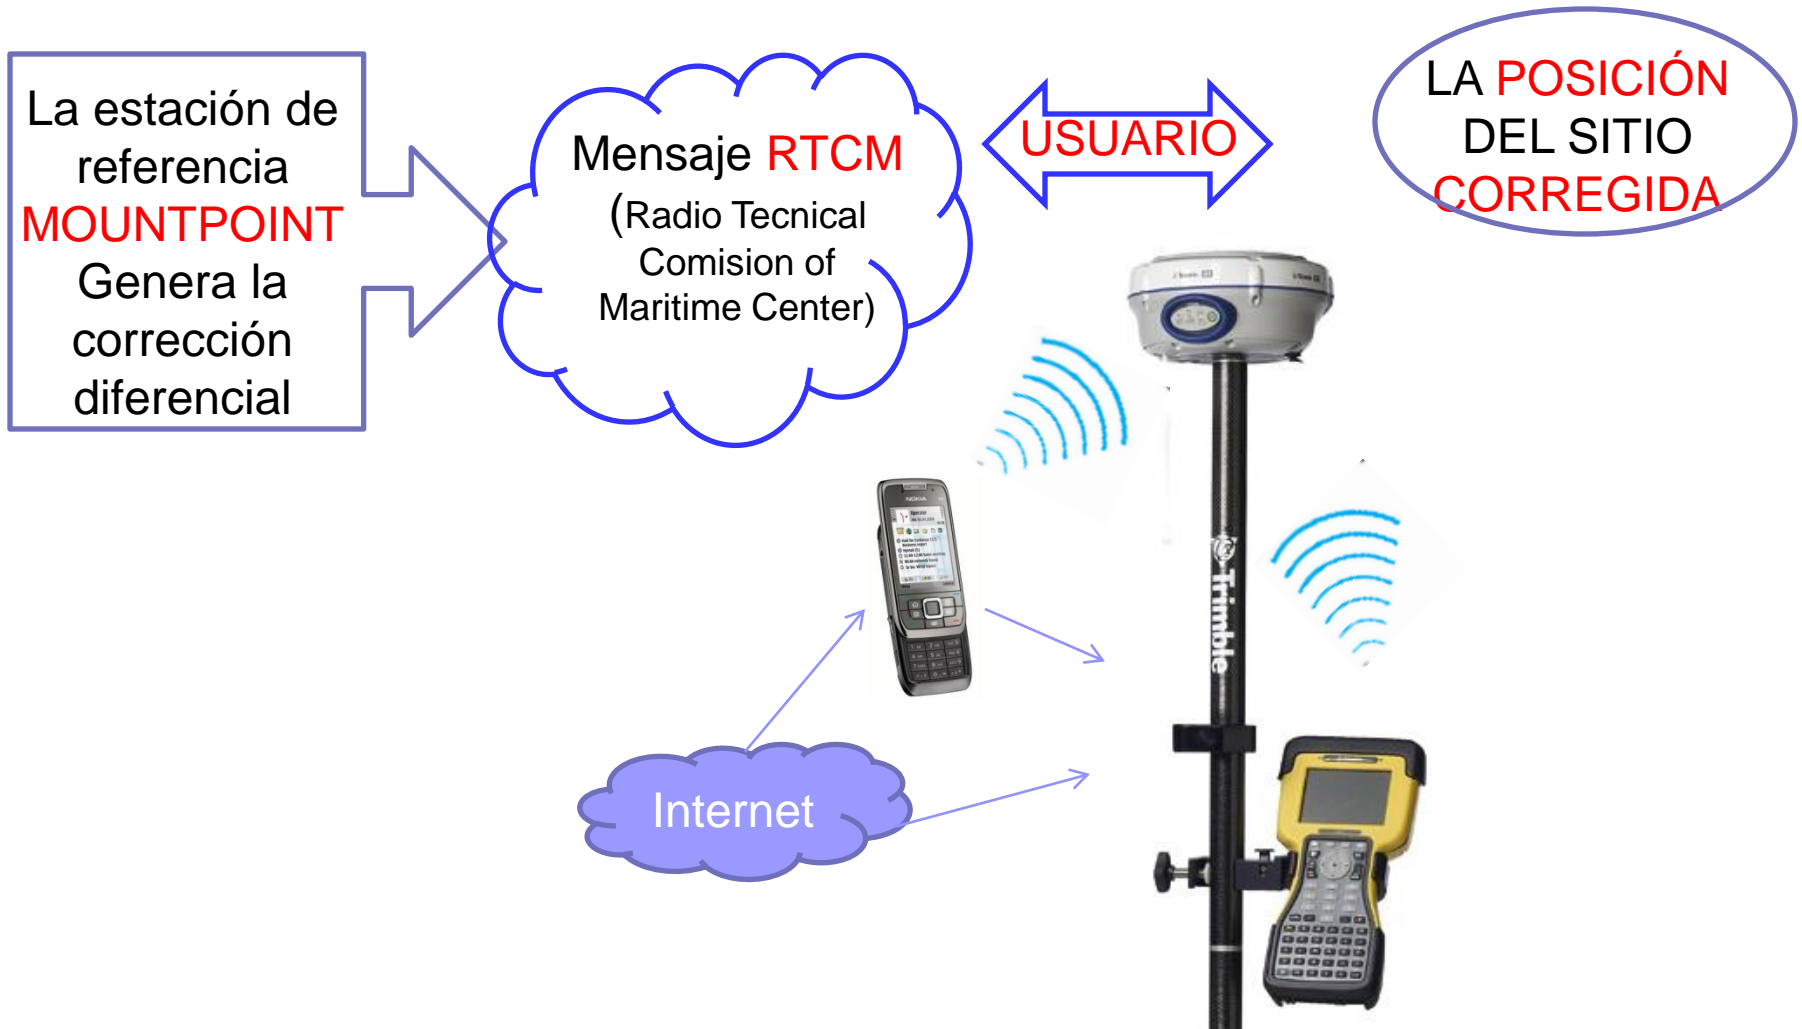 La estación de
referencia
MOUNTPOINT
Genera la
corrección
diferencial
Mensaje RTCM
(Radio Tecnical
Comision of
Maritime Center)
USUARIO
LA POSICIÓN
DEL SITIO
CORREGIDA
NOKIA
Trimble
Internet